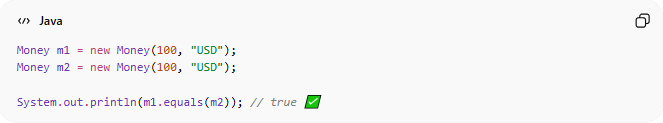 </> Java
Money m1 = new Money(100, "USD");
Money m2 = new Money(100, "USD");
System.out.println(m1.equals(m2)); // true ✅